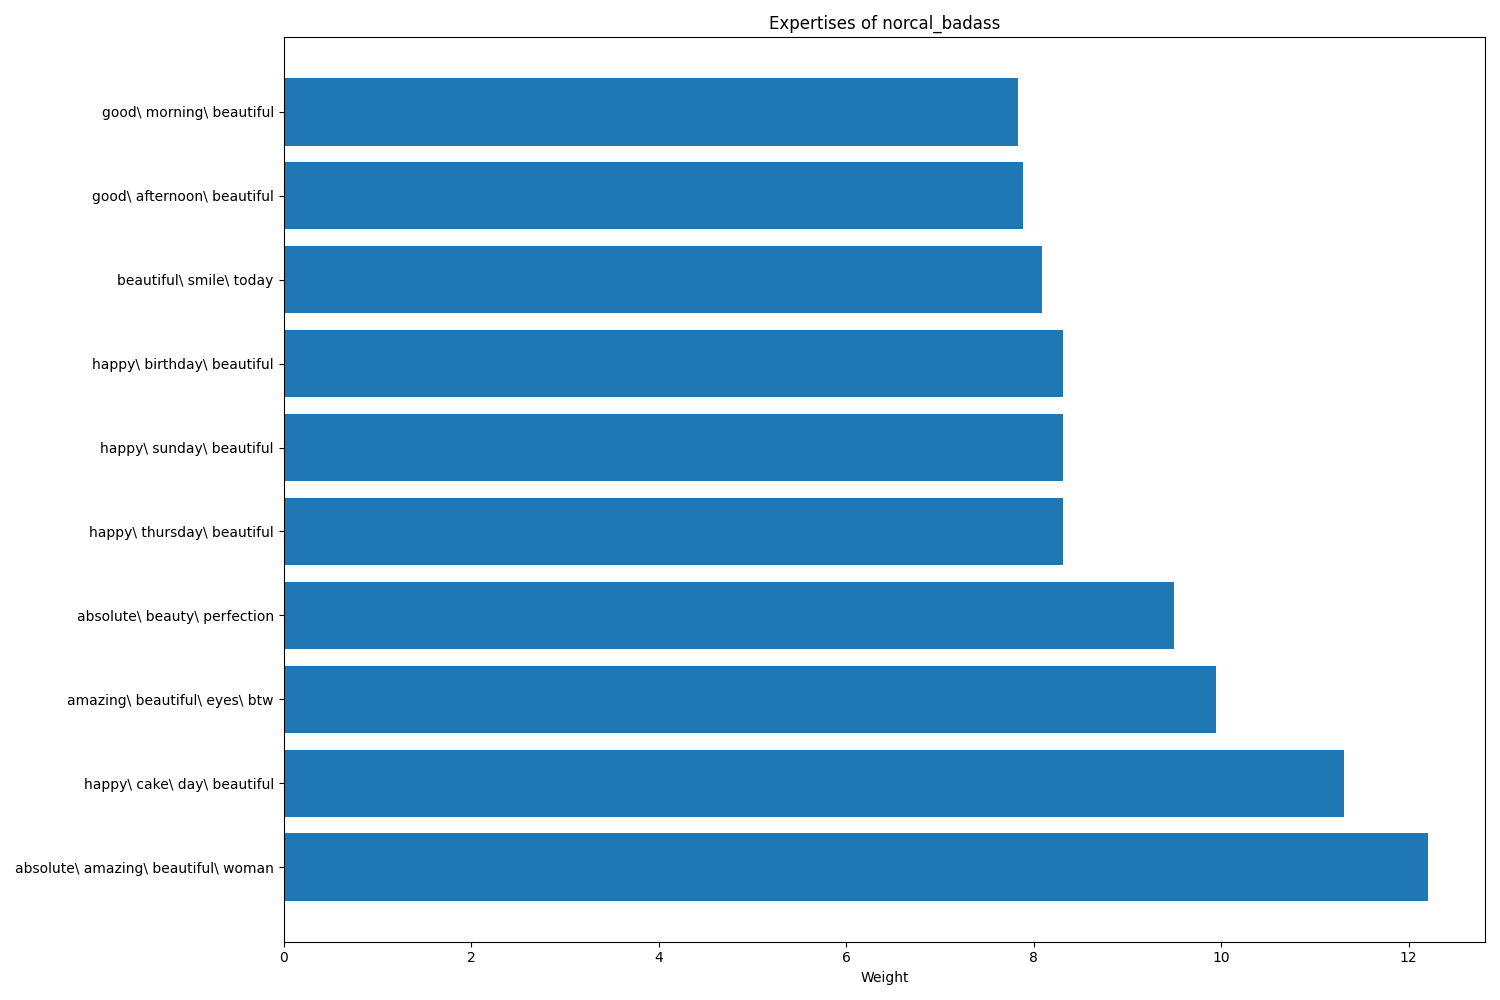 Expertises of norcal_badass
good\ morning\ beautiful
good\ afternoon\ beautiful
beautiful\ smile\ today
happy\ birthday\ beautiful
happy\ sunday\ beautiful
happy\ thursday\ beautiful
absolute\ beauty\ perfection
amazing\ beautiful\ eyes\ btw
happy\ cake\ day\ beautiful
absolute\ amazing\ beautiful\ woman
0 2 4 6 8 10 12
Weight